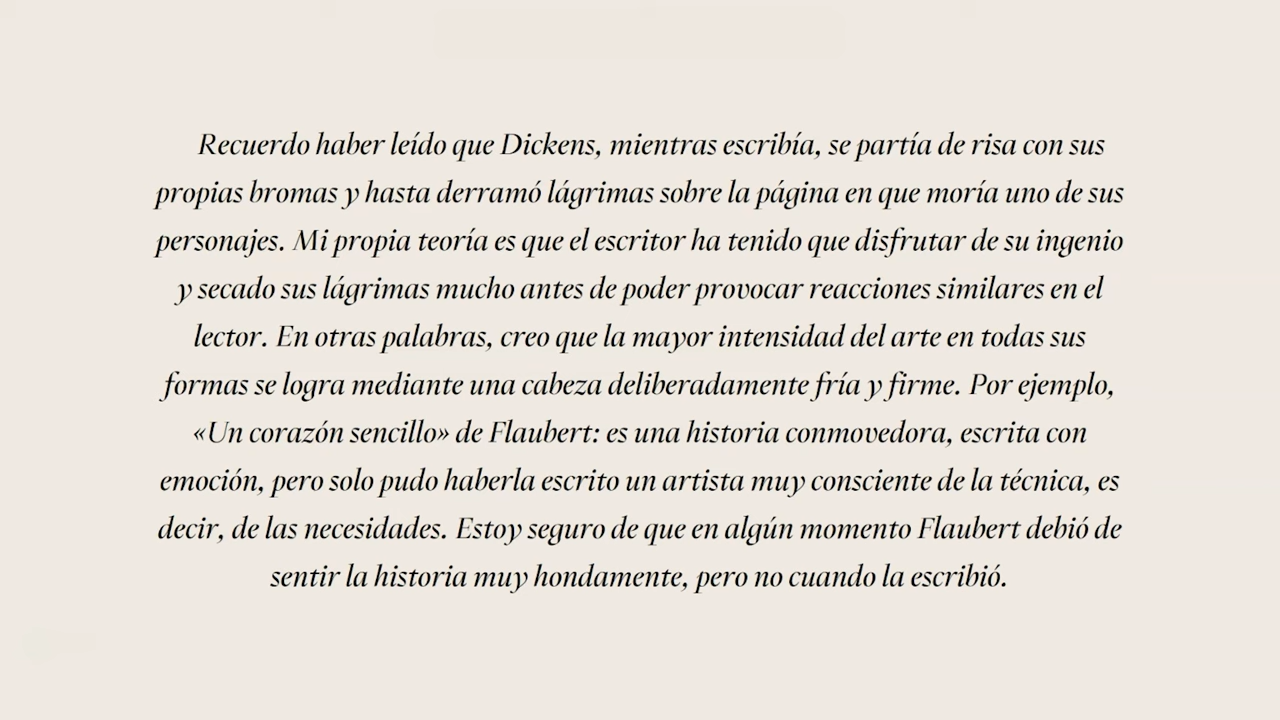 Recuerdo haber leído que Dickens, mientras escribía, se partía de risa con sus
propias bromas y hasta derramó lágrimas sobre la página en que moría uno de sus
personajes. Mi propia teoría es que el escritor ha tenido que disfrutar de su ingenio
y secado sus lágrimas mucho antes de poder provocar reacciones similares en el
lector. En otras palabras, creo que la mayor intensidad del arte en todas sus
formas se logra mediante una cabeza deliberadamente fría y firme. Por ejemplo,
«Un corazón sencillo» de Flaubert: es una historia conmovedora, escrita con
emoción, pero solo pudo haberla escrito un artista muy consciente de la técnica, es
decir, de las necesidades. Estoy seguro de que en algún momento Flaubert debió de
sentir la historia muy hondamente, pero no cuando la escribió.